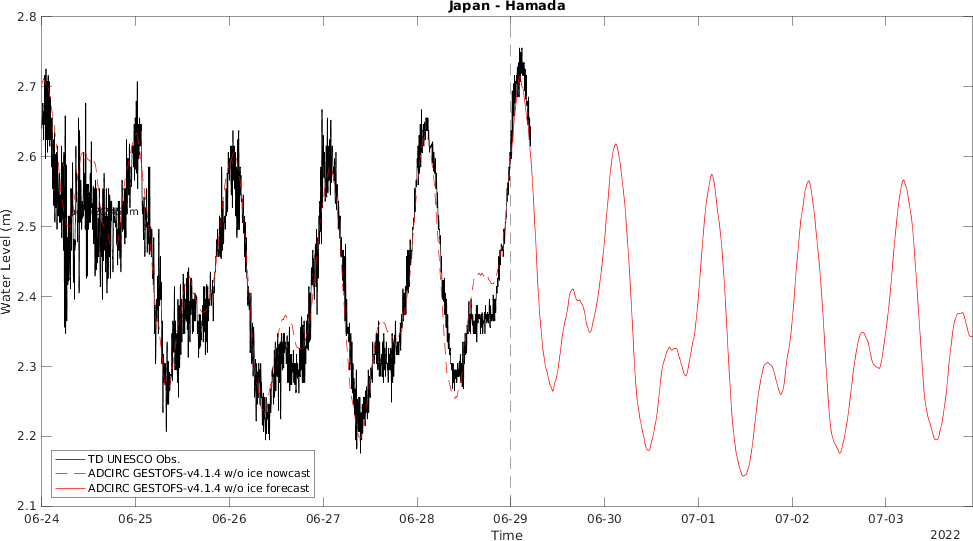 Japan - Hamada
2.8
2.7
2.6
2.5
2.4
2.3
2.2
2.1
Water Level (m)
m
TD UNESCO Obs.
ADCIRC GESTOFS-v4.1.4 w/o ice nowcast
ADCIRC GESTOFS-v4.1.4 w/o ice forecast
06-24 06-25 06-26 06-27 06-28 06-29 06-30 07-01 07-02 07-03
Time
2022